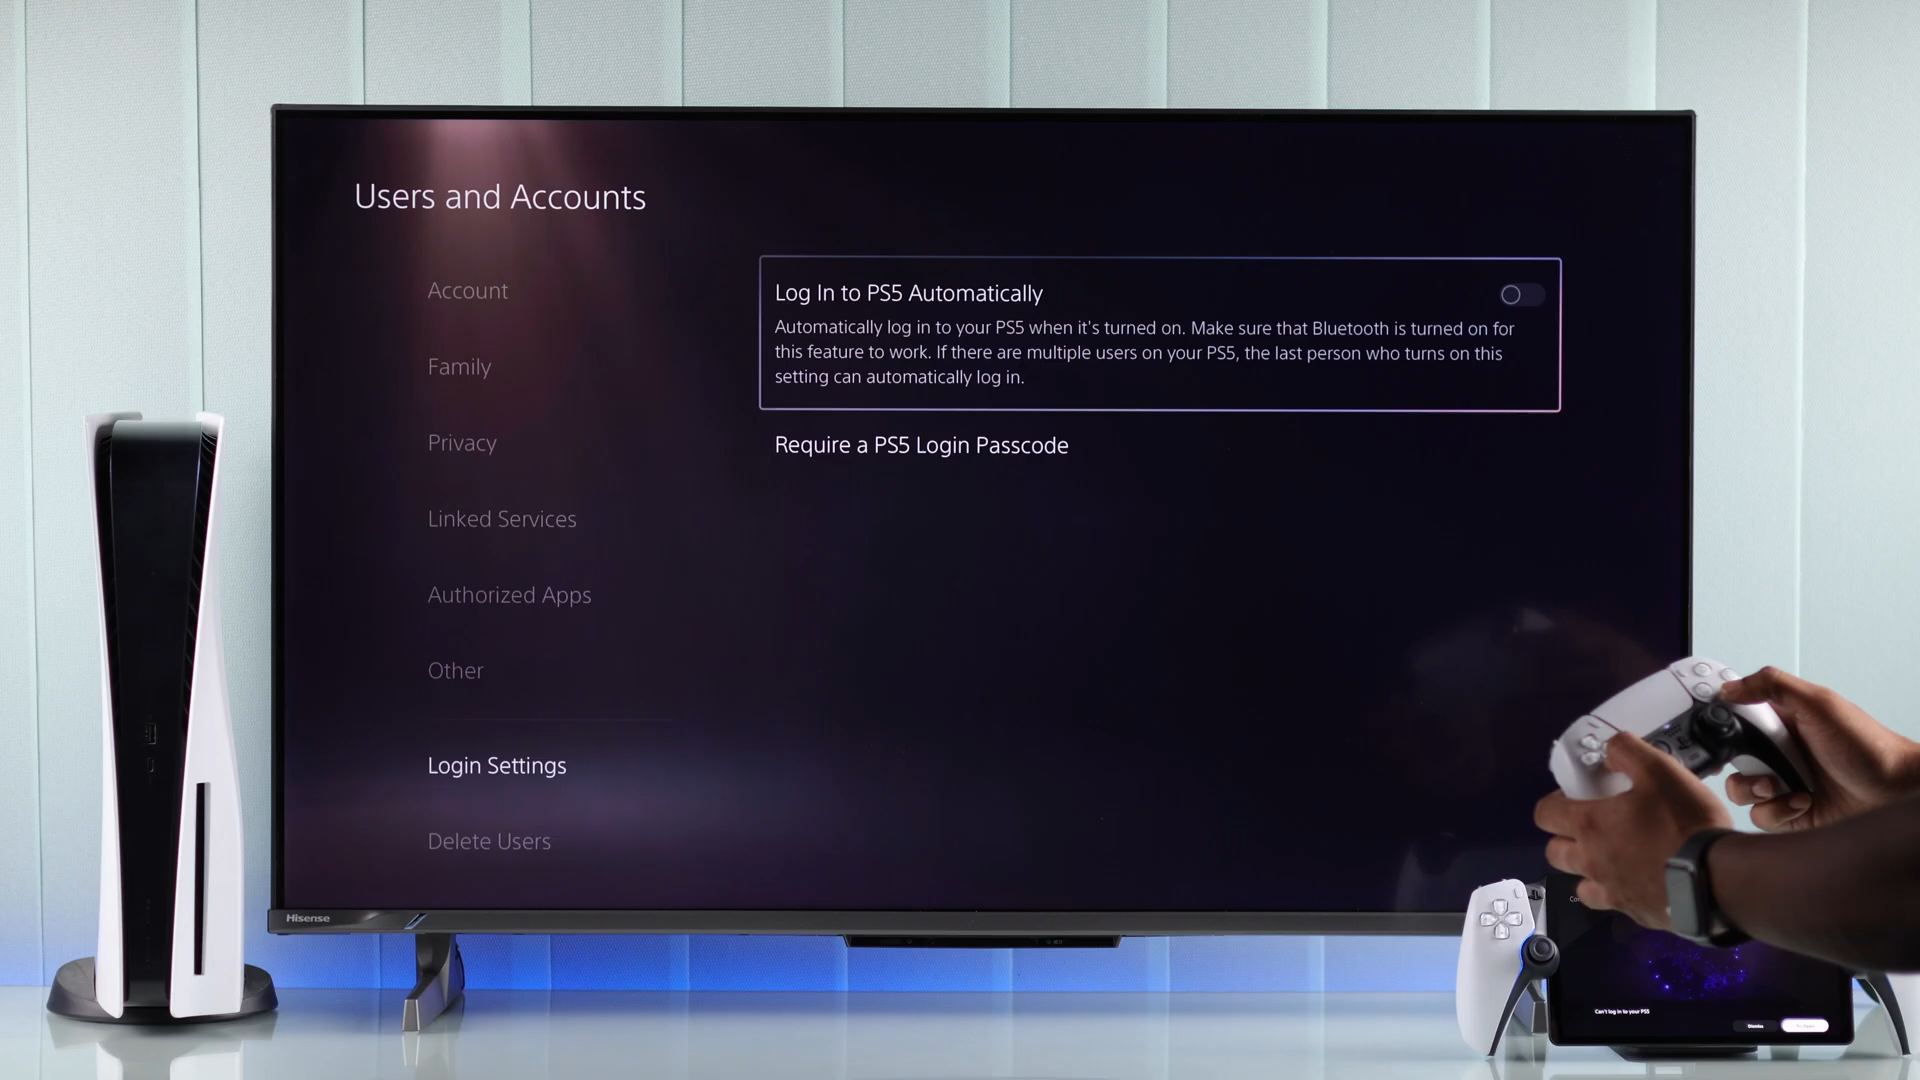 Users and Accounts
Account
Family
Privacy
Linked Services
Authorized Apps
Other
Login Settings
Delete Users
Log In to PS5 Automatically
Automatically log in to your PS5 when it's turned on. Make sure that Bluetooth is turned on for
this feature to work. If there are multiple users on your PS5, the last person who turns on this
setting can automatically log in.
Require a PS5 Login Passcode
Hisense
Can't log in to your PS5
Dismiss